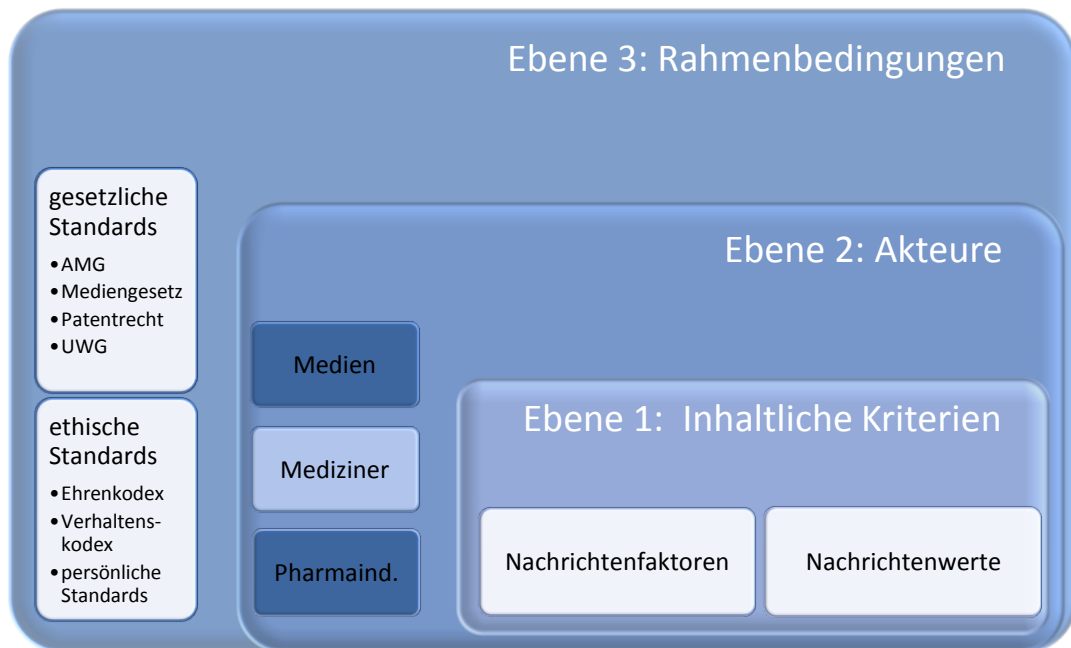 Ebene 3: Rahmenbedingungen
gesetzliche
Standards
•AMG
•Mediengesetz
•Patentrecht
•UWG
ethische
Standards
•Ehrenkodex
•Verhaltens-
kodex
•persönliche
Standards
Ebene 2: Akteure
Medien
Mediziner
Pharmaind.
Ebene 1: Inhaltliche Kriterien
Nachrichtenfaktoren
Nachrichtenwerte